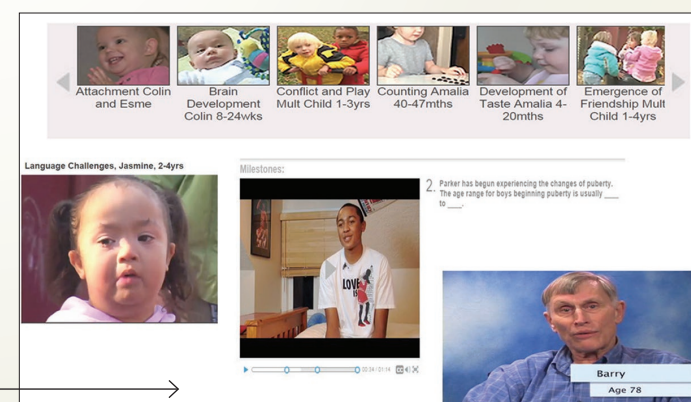 Attachment Colin
and Esme
Brain
Development
Colin 8-24wks
Conflict and Play
Mult Child 1-3yrs
Counting Amalia
40-47mths
Development of
Taste Amalia 4-
20mths
Emergence of
Friendship Mult
Child 1-4yrs
Language Challenges, Jasmine, 2-4yrs
Milestones:
2. Parker has begun experiencing the changes of puberty.
The age range for boys beginning puberty is usually ____
to ____.
LOVE
IS
00:34 / 01:14 CC
Barry
Age 78